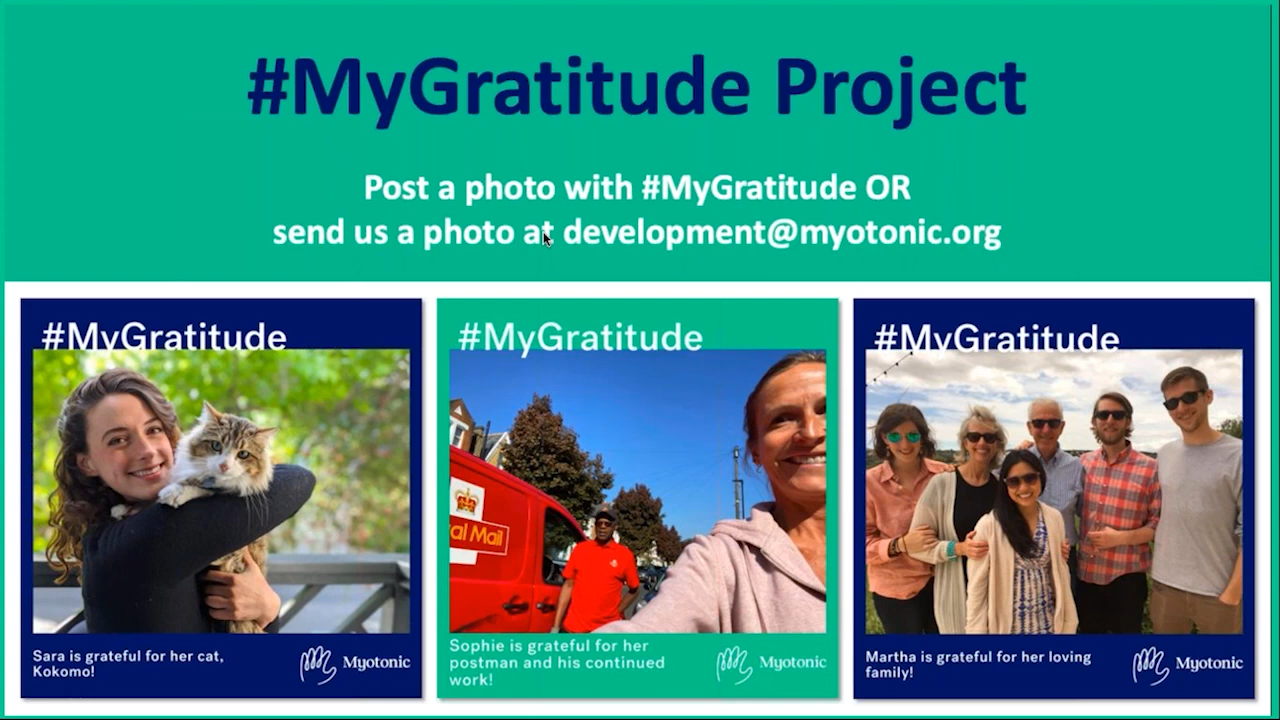 #MyGratitude Project
Post a photo with #MyGratitude OR
send us a photo at development@myotonic.org
#MyGratitude
#MyGratitude
#MyGratitude
al Mail
Sara is grateful for her cat,
Kokomo!
Myotonic
Sophie is grateful for her
postman and his continued
work!
Myotonic
Martha is grateful for her loving
family!
Myotonic